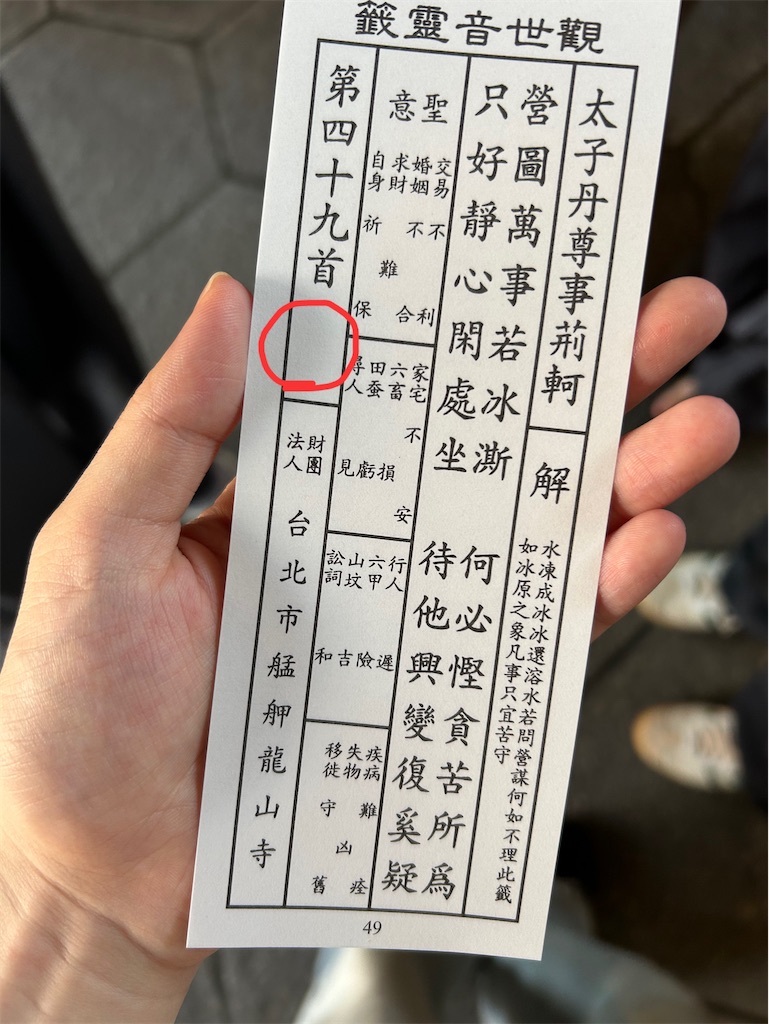 觀世音靈籤
太子丹尊事荊軻
解
水凍成冰冰還溶水若問營謀何如不理此籤
如冰原之象凡事只宜苦守
營圖萬事若冰澌 何必慳貪苦所爲
只好靜心閑處坐 待他興變復奚疑
聖意
交易不利
婚姻不合
求財難
自身祈保
家宅不安
六畜損
田蚕虧
尋人見
行人遲
六甲險
山坟吉
訟詞和
疾病難痊
失物凶
移徙守舊
第四十九首
財團法人台北市艋舺龍山寺
49